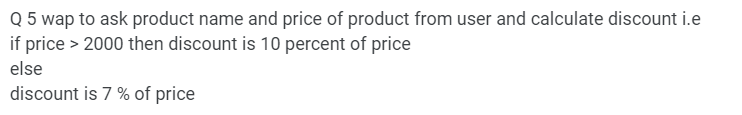 Q 5 wap to ask product name and price of product from user and calculate discount i.e
if price > 2000 then discount is 10 percent of price
else
discount is 7 % of price